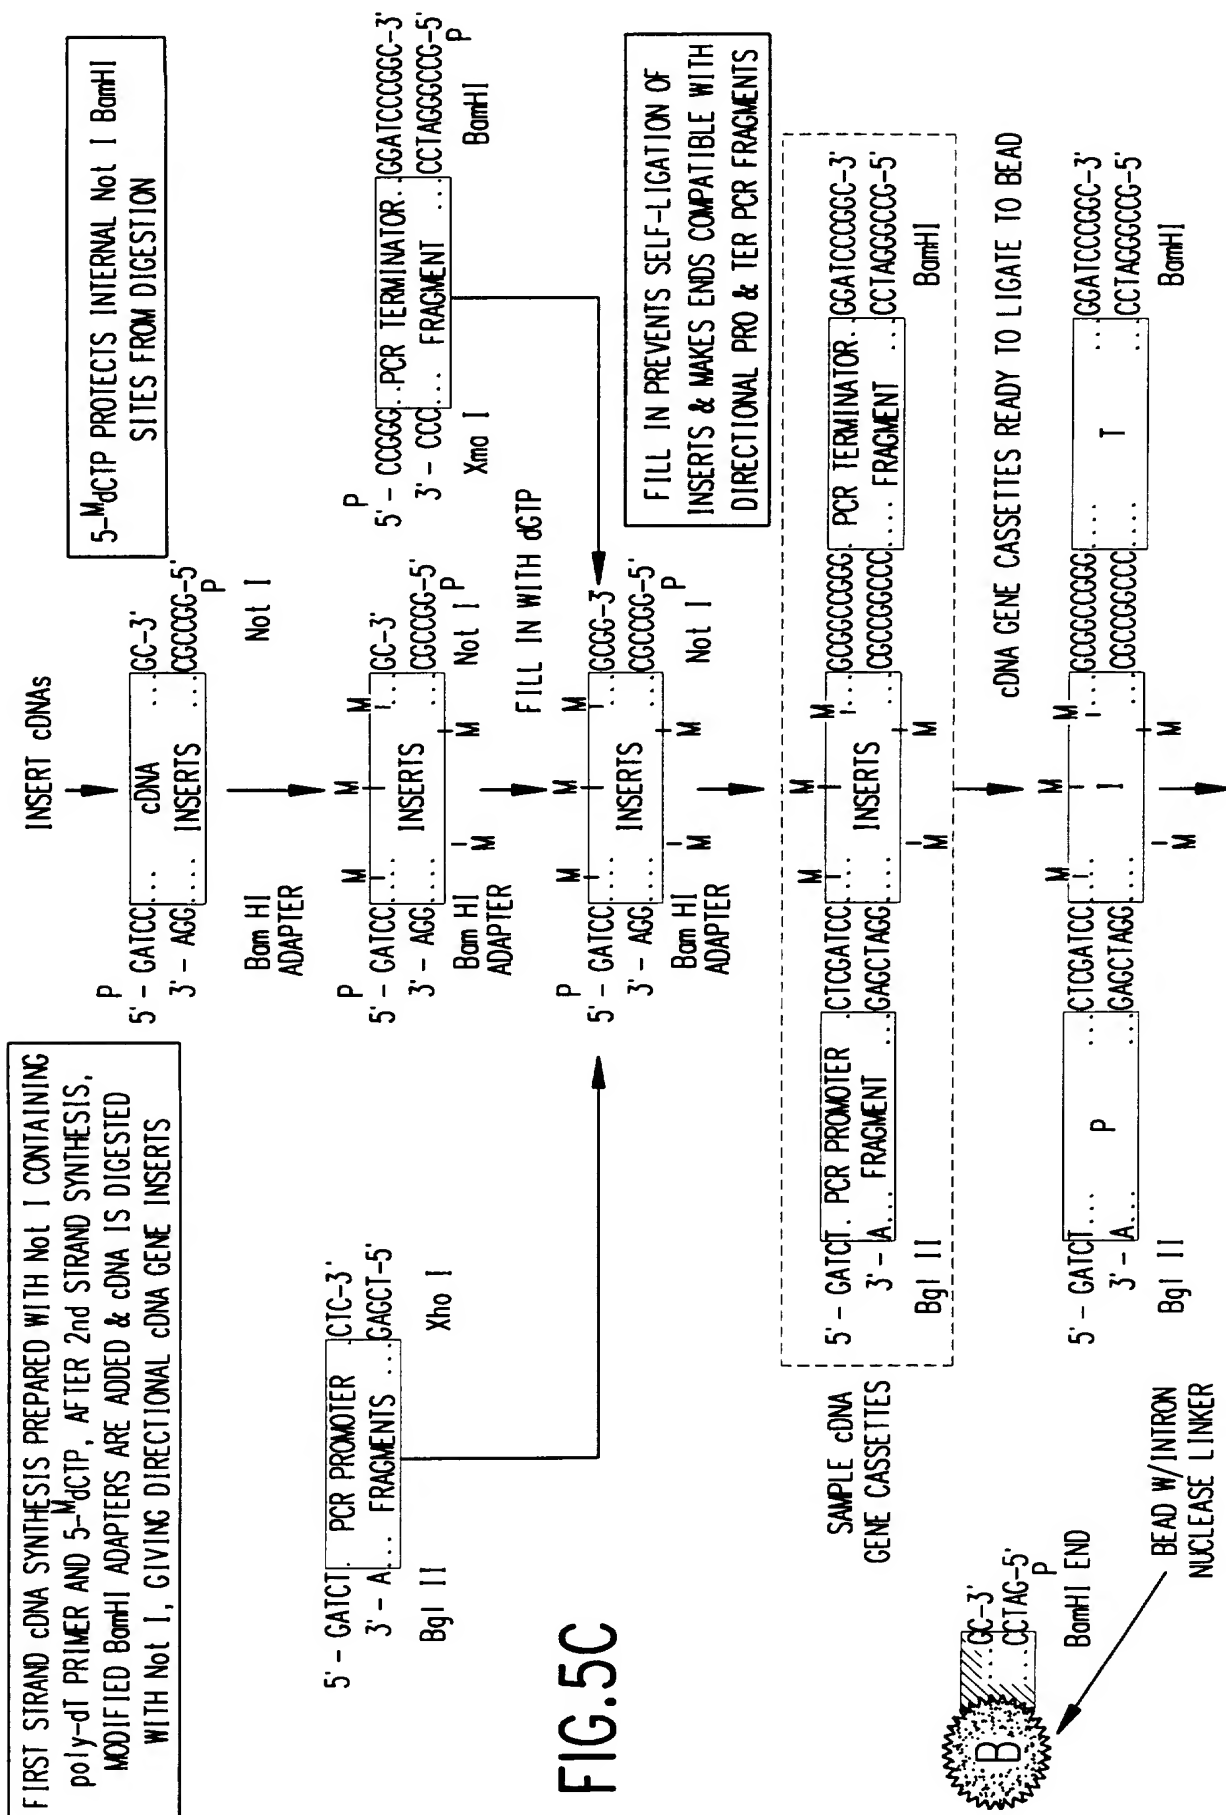 FIRST STRAND cDNA SYNTHESIS PREPARED WITH Not I CONTAINING
poly-dT PRIMER AND 5-MdCTP, AFTER 2nd STRAND SYNTHESIS,
MODIFIED BamHI ADAPTERS ARE ADDED & cDNA IS DIGESTED
WITH Not I, GIVING DIRECTIONAL cDNA GENE INSERTS
INSERT cDNAs
5-MdCTP PROTECTS INTERNAL Not I BamHI
SITES FROM DIGESTION
P
5'- GATCC... cDNA ...GC-3'
3'- AGG.... INSERTS ...CGCCGG-5'
P
Bam HI
ADAPTER
Not I
M M M
P
5'- GATCC... ...GC-3'
INSERTS
3'- AGG.... ...CGCCGG-5'
P
M M
Bam HI
ADAPTER
Not I
5'- GATCT. PCR PROMOTER .CTC-3'
3'- A... FRAGMENTS ...GAGCT-5'
Bgl II
Xho I
P
5'- CCGGG..PCR TERMINATOR..GGATCCCGGC-3'
3'- CCC... FRAGMENT ...CCTAGGGCCG-5'
P
Xma I
BamHI
FILL IN WITH dGTP
M M M
P
5'- GATCC... ...GCGG-3'
INSERTS
3'- AGG.... ...CGCCGG-5'
P
M M
Bam HI
ADAPTER
Not I
FILL IN PREVENTS SELF-LIGATION OF
INSERTS & MAKES ENDS COMPATIBLE WITH
DIRECTIONAL PRO & TER PCR FRAGMENTS
FIG.5C
SAMPLE cDNA
GENE CASSETTES
M M M
5'- GATCT. PCR PROMOTER .CTCGATCC... INSERTS ...GCGGCCGGG. PCR TERMINATOR..GGATCCCGGC-3'
3'- A... FRAGMENT ...GAGCTAGG.... ...CGCCGGCCC.... FRAGMENT ...CCTAGGGCCG-5'
M M
Bgl II
BamHI
cDNA GENE CASSETTES READY TO LIGATE TO BEAD
M M M
5'- GATCT... ...CTCGATCC... ...GCGGCCGGG.... ...GGATCCCGGC-3'
P I T
3'- A... ...GAGCTAGG.... ...CGCCGGCCC.... ...CCTAGGGCCG-5'
M M
Bgl II
BamHI
B
GC-3'
CCTAG-5'
P
BamHI END
BEAD W/INTRON
NUCLEASE LINKER